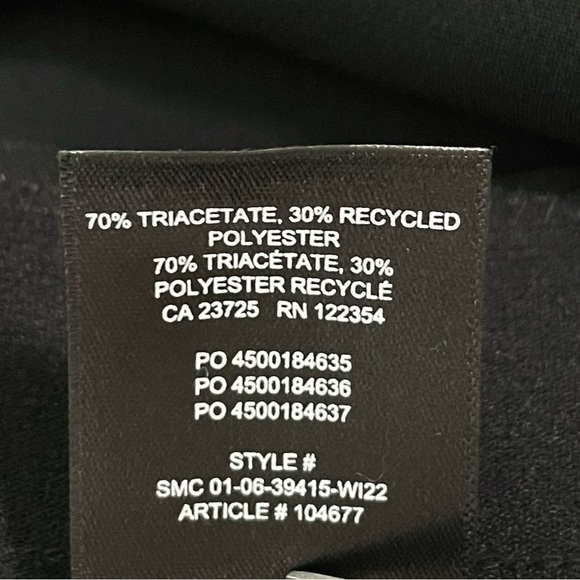 70% TRIACETATE, 30% RECYCLED
POLYESTER
70% TRIACÉTATE, 30%
POLYESTER RECYCLÉ
CA 23725 RN 122354
PO 4500184635
PO 4500184636
PO 4500184637
STYLE #
SMC 01-06-39415-WI22
ARTICLE # 104677